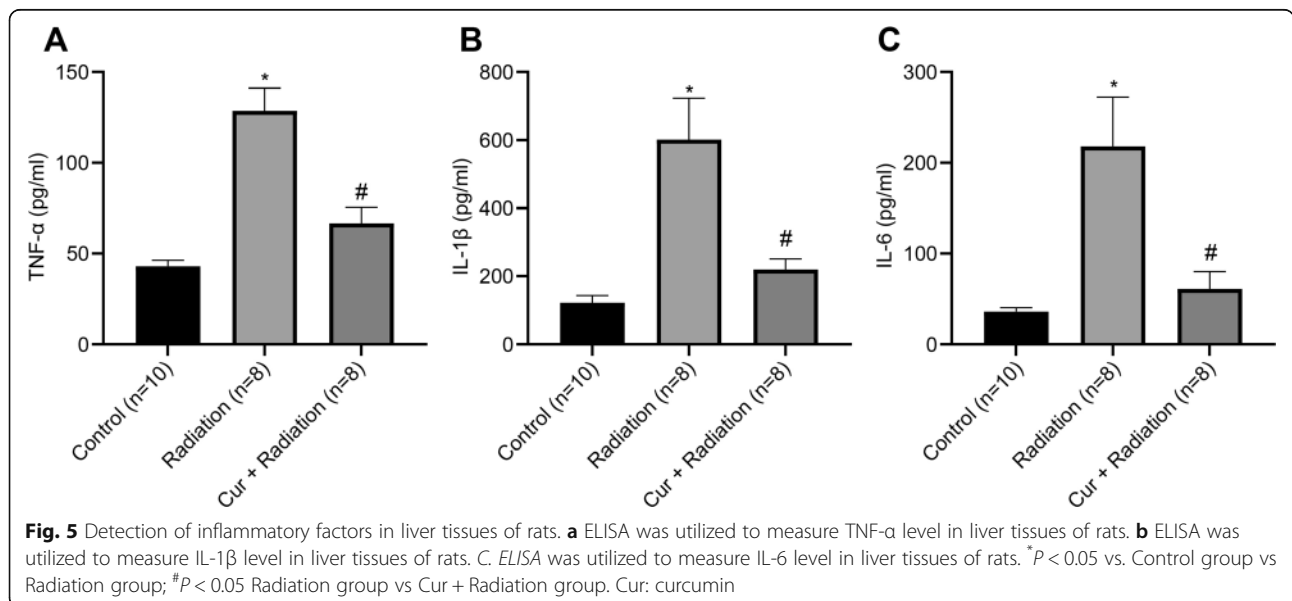 A
150
100
50
0
TNF-α (pg/ml)
*
#
Control (n=10)
Radiation (n=8)
Cur + Radiation (n=8)
B
800
600
400
200
0
IL-1β (pg/ml)
*
#
Control (n=10)
Radiation (n=8)
Cur + Radiation (n=8)
C
300
200
100
0
IL-6 (pg/ml)
*
#
Control (n=10)
Radiation (n=8)
Cur + Radiation (n=8)
Fig. 5 Detection of inflammatory factors in liver tissues of rats. a ELISA was utilized to measure TNF-α level in liver tissues of rats. b ELISA was
utilized to measure IL-1β level in liver tissues of rats. C. ELISA was utilized to measure IL-6 level in liver tissues of rats. *P < 0.05 vs. Control group vs
Radiation group; #P < 0.05 Radiation group vs Cur + Radiation group. Cur: curcumin